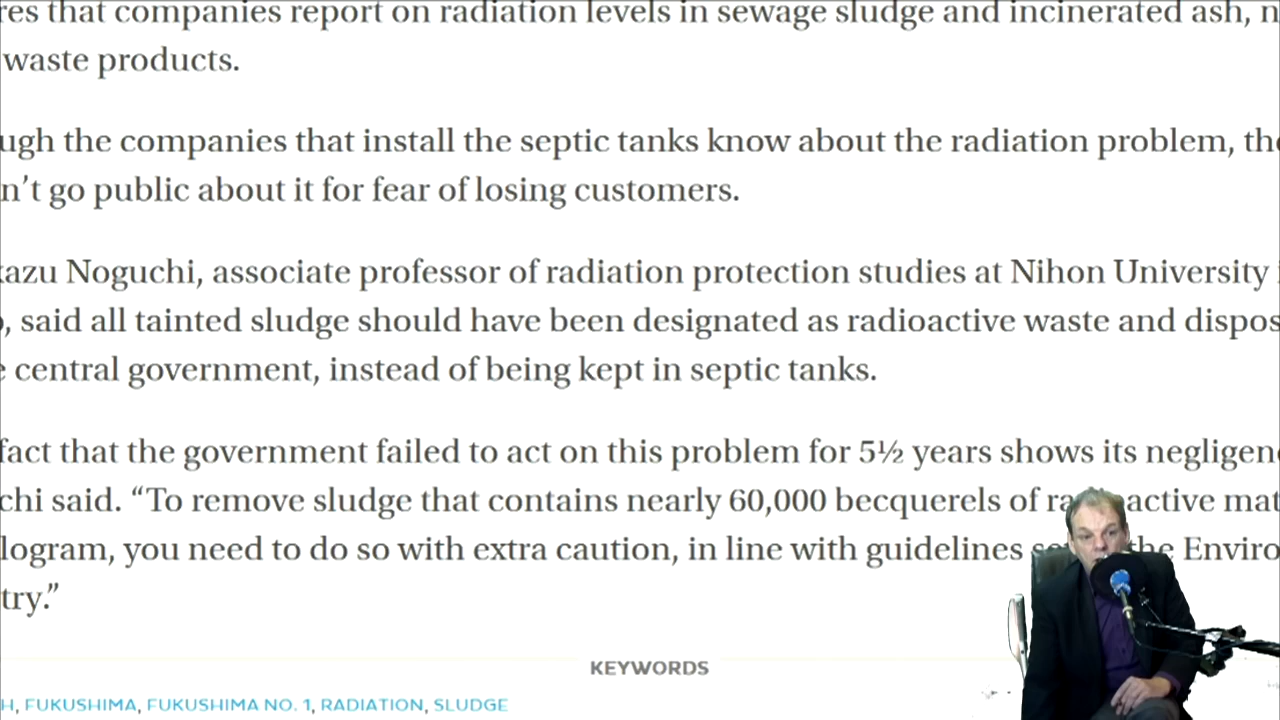 res that companies report on radiation levels in sewage sludge and incinerated ash, n
waste products.
ugh the companies that install the septic tanks know about the radiation problem, the
n't go public about it for fear of losing customers.
kazu Noguchi, associate professor of radiation protection studies at Nihon University
, said all tainted sludge should have been designated as radioactive waste and dispos
e central government, instead of being kept in septic tanks.
fact that the government failed to act on this problem for 5½ years shows its negligen
chi said. “To remove sludge that contains nearly 60,000 becquerels of ra active mat
logram, you need to do so with extra caution, in line with guidelines the Enviro
try.”
KEYWORDS
H, FUKUSHIMA, FUKUSHIMA NO. 1, RADIATION, SLUDGE